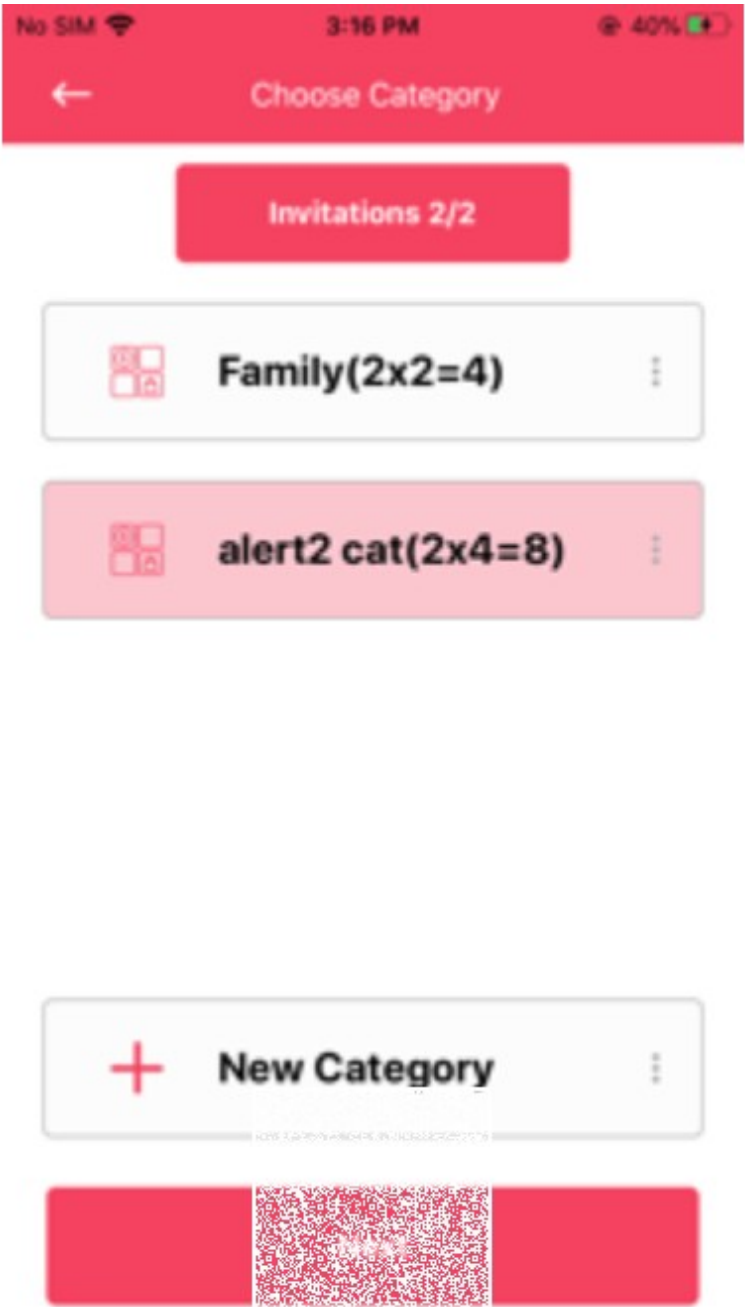 No SIM 3:16 PM 40%
Choose Category
Invitations 2/2
Family(2x2=4)
alert2 cat(2x4=8)
New Category